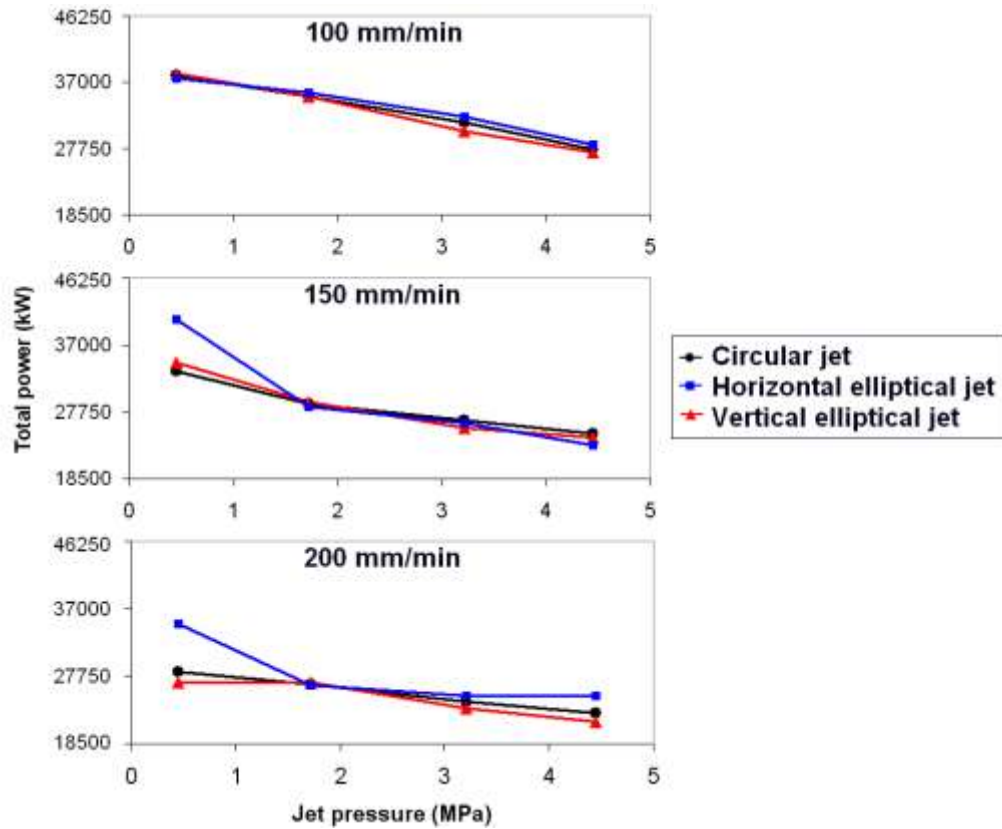 46250
100 mm/min
37000
27750
18500
0 1 2 3 4 5
46250
150 mm/min
37000
27750
18500
0 1 2 3 4 5
46250
200 mm/min
37000
27750
18500
0 1 2 3 4 5
Total power (kW)
Jet pressure (MPa)
Circular jet
Horizontal elliptical jet
Vertical elliptical jet